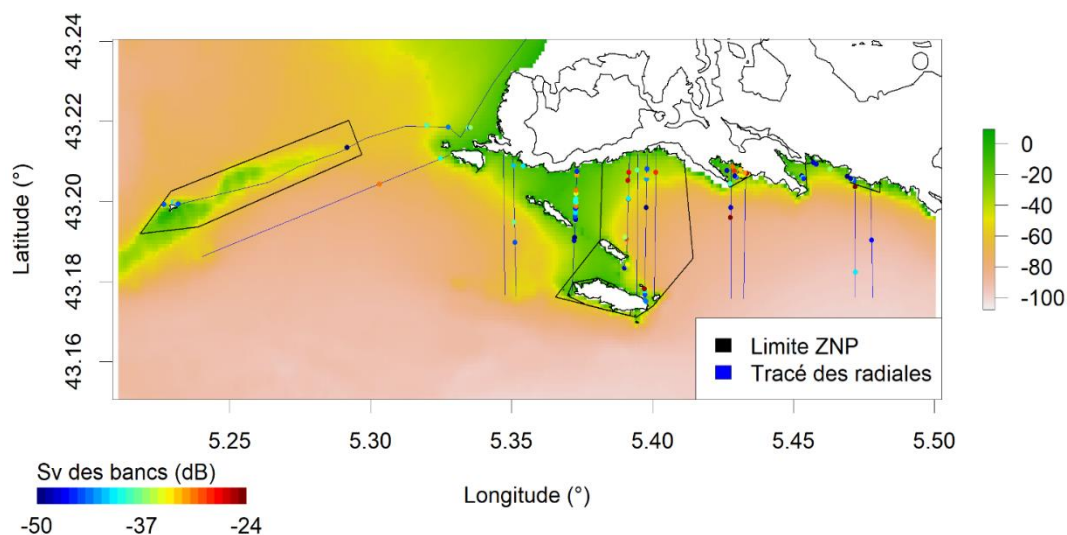 43.24
43.22
43.20
43.18
43.16
Latitude (°)
0
-20
-40
-60
-80
-100
Limite ZNP
Tracé des radiales
5.25 5.30 5.35 5.40 5.45 5.50
Longitude (°)
Sv des bancs (dB)
-50 -37 -24